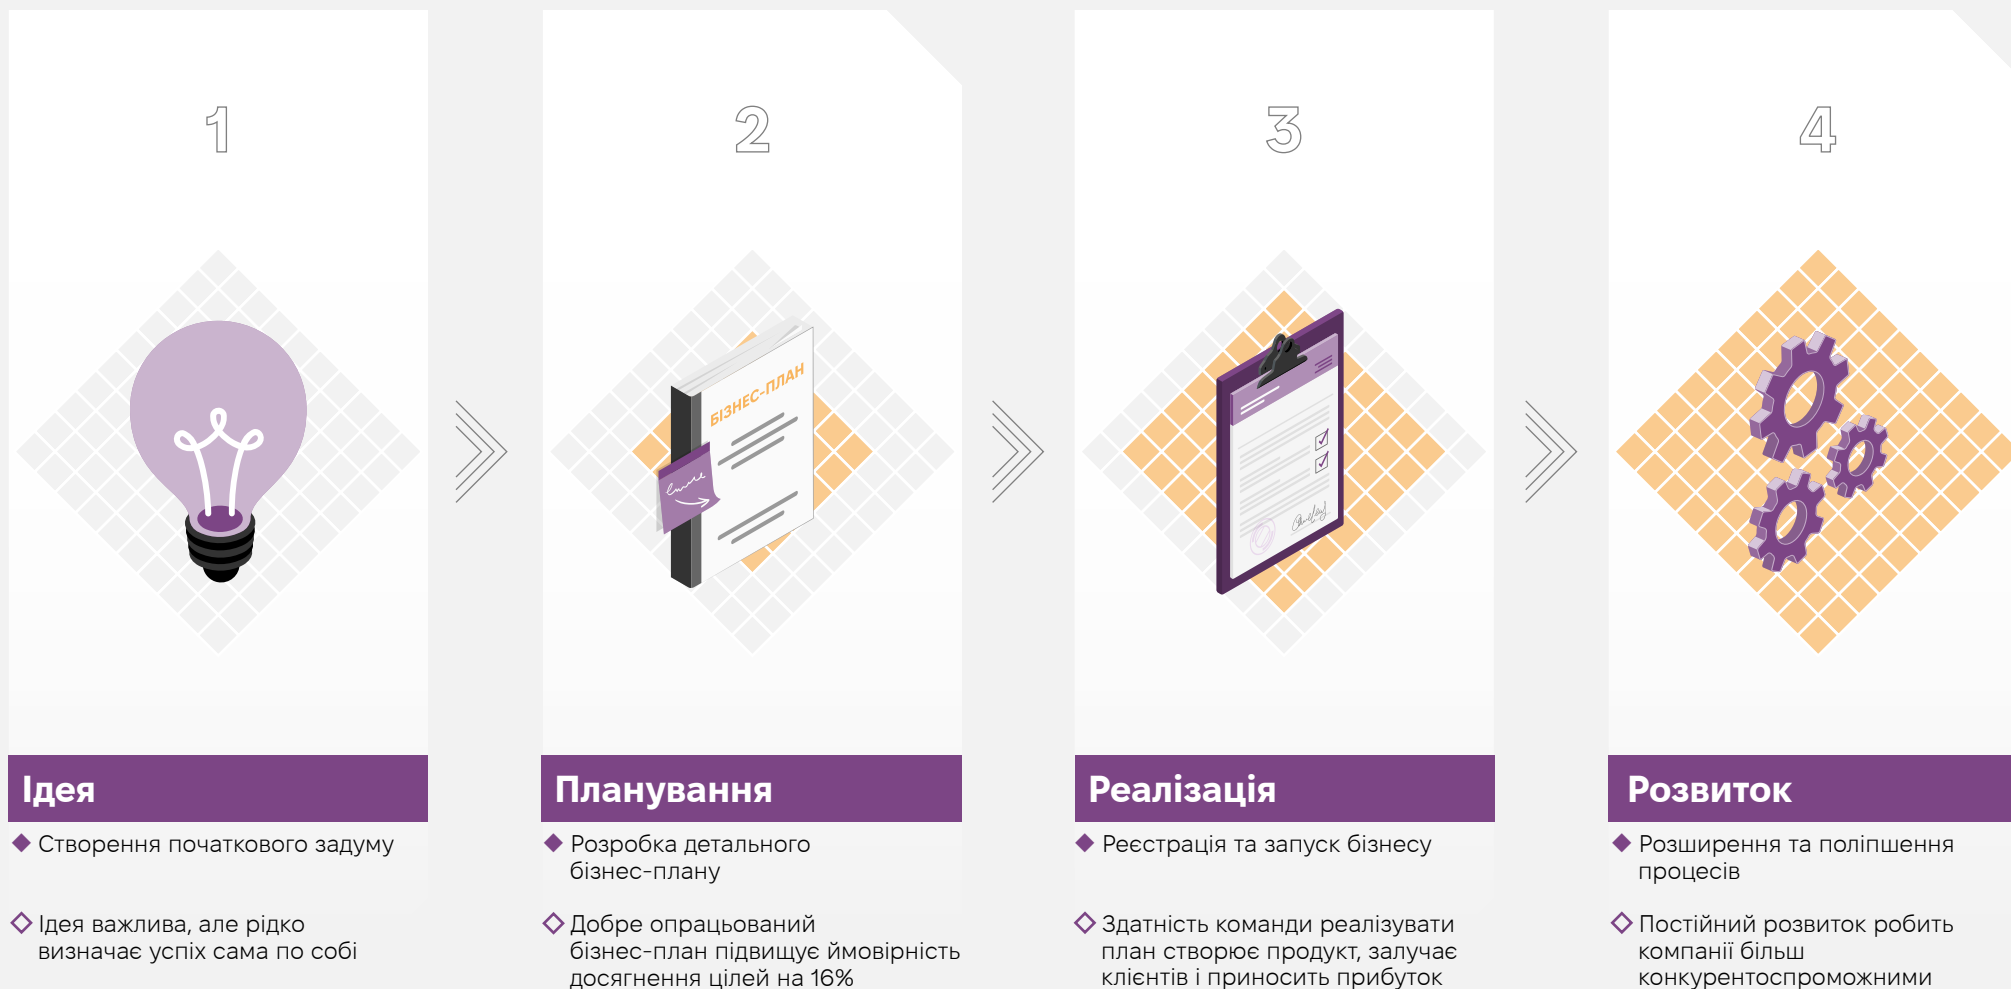 1
2
3
4
БІЗНЕС-ПЛАН
Ідея
Створення початкового задуму
Ідея важлива, але рідко
визначає успіх сама по собі
Планування
Розробка детального
бізнес-плану
Добре опрацьований
бізнес-план підвищує ймовірність
досягнення цілей на 16%
Реалізація
Реєстрація та запуск бізнесу
Здатність команди реалізувати
план створює продукт, залучає
клієнтів і приносить прибуток
Розвиток
Розширення та поліпшення
процесів
Постійний розвиток робить
компанії більш
конкурентоспроможними